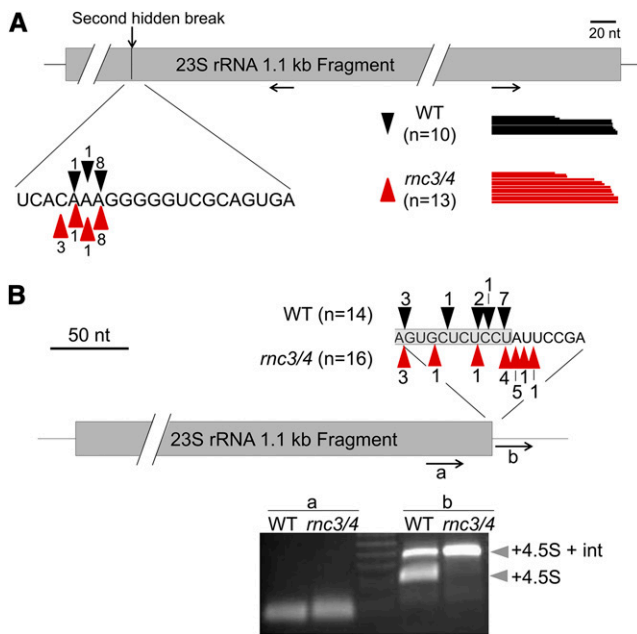 A
Second hidden break
20 nt
23S rRNA 1.1 kb Fragment
WT
(n=10)
rnc3/4
(n=13)
1
1 8
UCACAAAGGGGGUCGCAGUGA
3 1 1 8
B
50 nt
WT (n=14)
3 1 2 1 7
AGUGCUCUCCUAUUCCGA
rnc3/4 (n=16)
3 1 1 4 5 1 1
23S rRNA 1.1 kb Fragment
a
b
a b
WT rnc3/4 WT rnc3/4
+4.5S + int
+4.5S